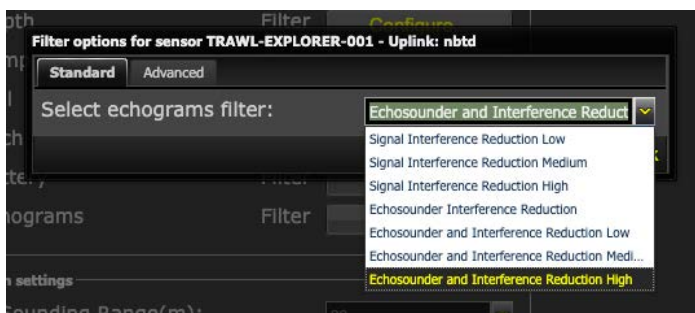 pth Filter Configure
Filter options for sensor TRAWL-EXPLORER-001 - Uplink: nbtd
Standard Advanced
Select echograms filter: Echosounder and Interference Reduct
Signal Interference Reduction Low
Signal Interference Reduction Medium
Signal Interference Reduction High
Echosounder Interference Reduction
Echosounder and Interference Reduction Low
Echosounder and Interference Reduction Medi...
Echosounder and Interference Reduction High
ograms Filter
n settings